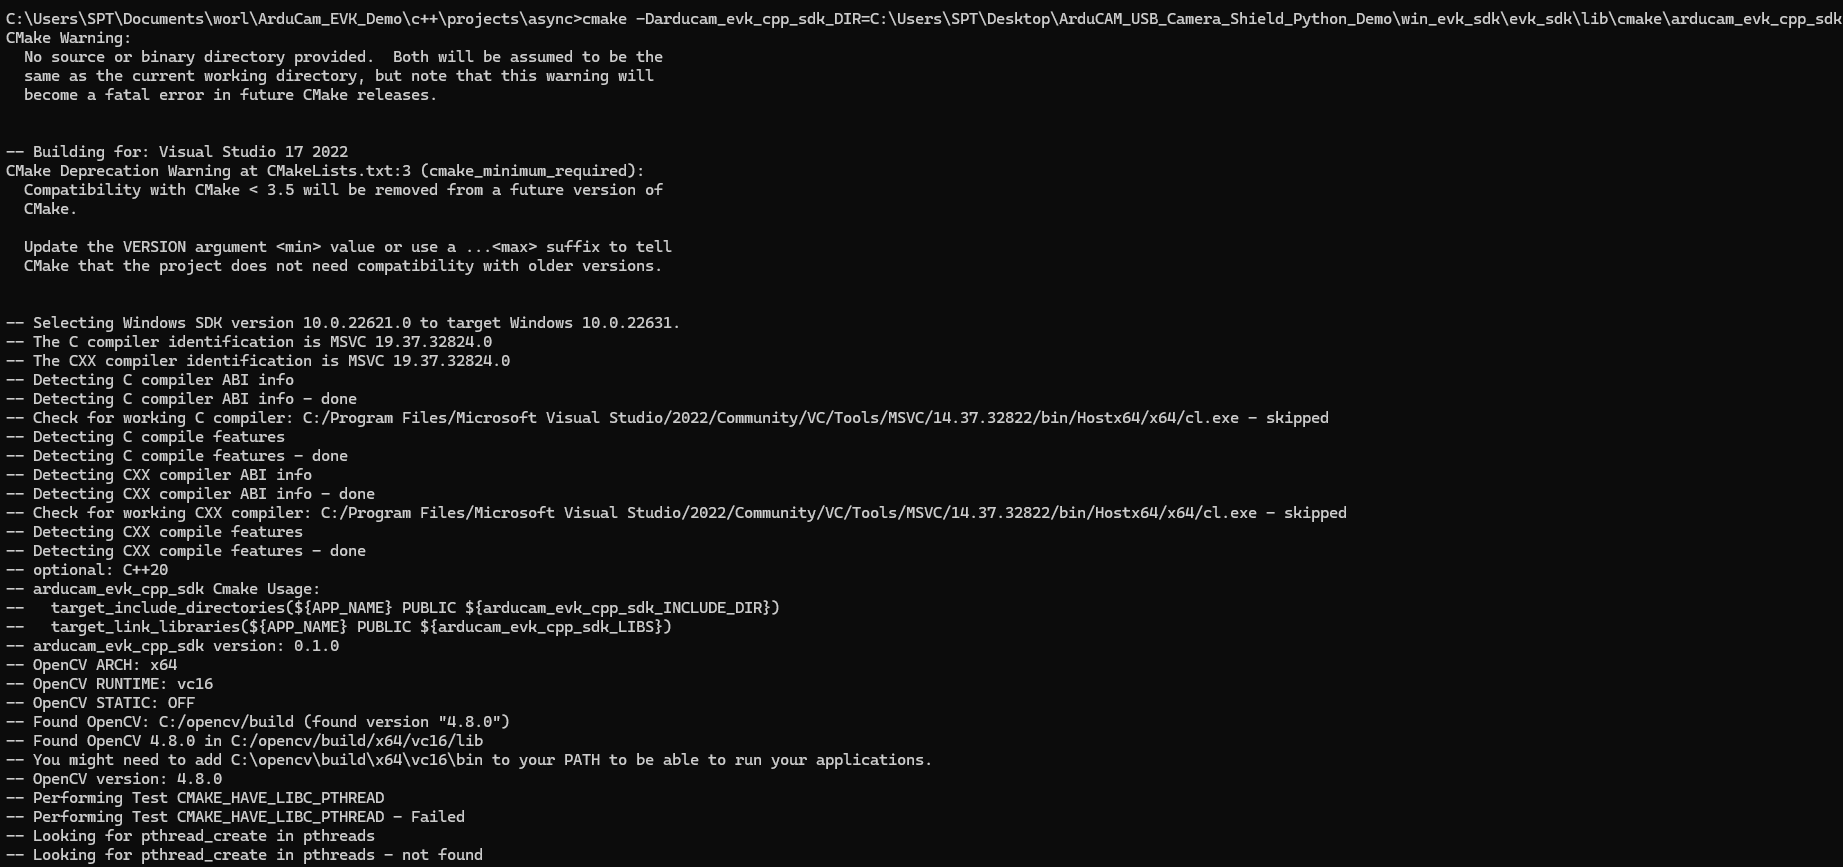 C:\Users\SPT\Documents\worl\ArduCam_EVK_Demo\c++\projects\async>cmake -Darducam_evk_cpp_sdk_DIR=C:\Users\SPT\Desktop\ArduCAM_USB_Camera_Shield_Python_Demo\win_evk_sdk\evk_sdk\lib\cmake\arducam_evk_cpp_sdk
CMake Warning:
  No source or binary directory provided.  Both will be assumed to be the
  same as the current working directory, but note that this warning will
  become a fatal error in future CMake releases.
-- Building for: Visual Studio 17 2022
CMake Deprecation Warning at CMakeLists.txt:3 (cmake_minimum_required):
  Compatibility with CMake < 3.5 will be removed from a future version of
  CMake.
  Update the VERSION argument <min> value or use a ...<max> suffix to tell
  CMake that the project does not need compatibility with older versions.
-- Selecting Windows SDK version 10.0.22621.0 to target Windows 10.0.22631.
-- The C compiler identification is MSVC 19.37.32824.0
-- The CXX compiler identification is MSVC 19.37.32824.0
-- Detecting C compiler ABI info
-- Detecting C compiler ABI info - done
-- Check for working C compiler: C:/Program Files/Microsoft Visual Studio/2022/Community/VC/Tools/MSVC/14.37.32822/bin/Hostx64/x64/cl.exe - skipped
-- Detecting C compile features
-- Detecting C compile features - done
-- Detecting CXX compiler ABI info
-- Detecting CXX compiler ABI info - done
-- Check for working CXX compiler: C:/Program Files/Microsoft Visual Studio/2022/Community/VC/Tools/MSVC/14.37.32822/bin/Hostx64/x64/cl.exe - skipped
-- Detecting CXX compile features
-- Detecting CXX compile features - done
-- optional: C++20
-- arducam_evk_cpp_sdk Cmake Usage:
--   target_include_directories(${APP_NAME} PUBLIC ${arducam_evk_cpp_sdk_INCLUDE_DIR})
--   target_link_libraries(${APP_NAME} PUBLIC ${arducam_evk_cpp_sdk_LIBS})
-- arducam_evk_cpp_sdk version: 0.1.0
-- OpenCV ARCH: x64
-- OpenCV RUNTIME: vc16
-- OpenCV STATIC: OFF
-- Found OpenCV: C:/opencv/build (found version "4.8.0")
-- Found OpenCV 4.8.0 in C:/opencv/build/x64/vc16/lib
-- You might need to add C:\opencv\build\x64\vc16\bin to your PATH to be able to run your applications.
-- OpenCV version: 4.8.0
-- Performing Test CMAKE_HAVE_LIBC_PTHREAD
-- Performing Test CMAKE_HAVE_LIBC_PTHREAD - Failed
-- Looking for pthread_create in pthreads
-- Looking for pthread_create in pthreads - not found